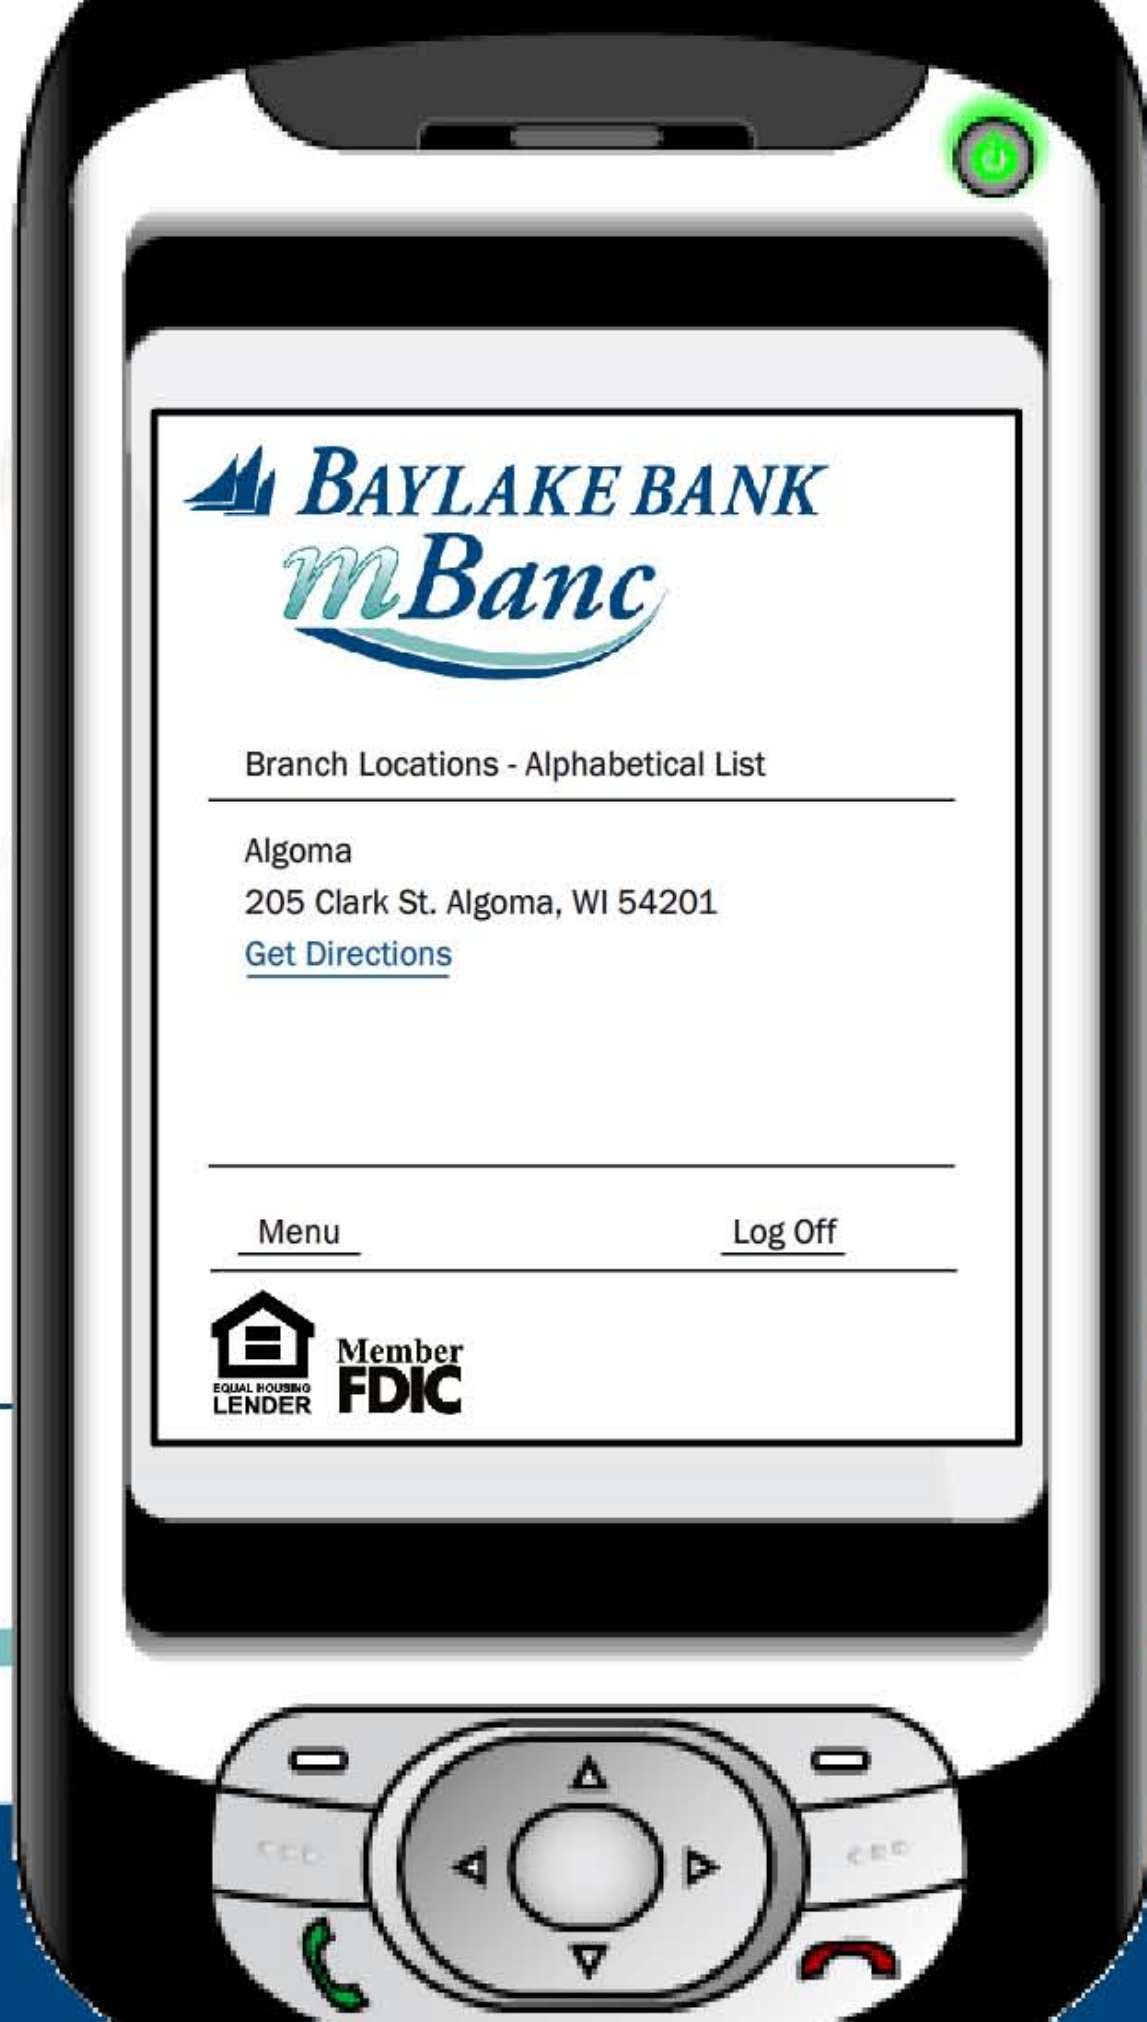 BAYLAKE BANK
mBanc
Branch Locations - Alphabetical List
Algoma
205 Clark St. Algoma, WI 54201
Get Directions
Menu Log Off
EQUAL HOUSING
LENDER
Member
FDIC